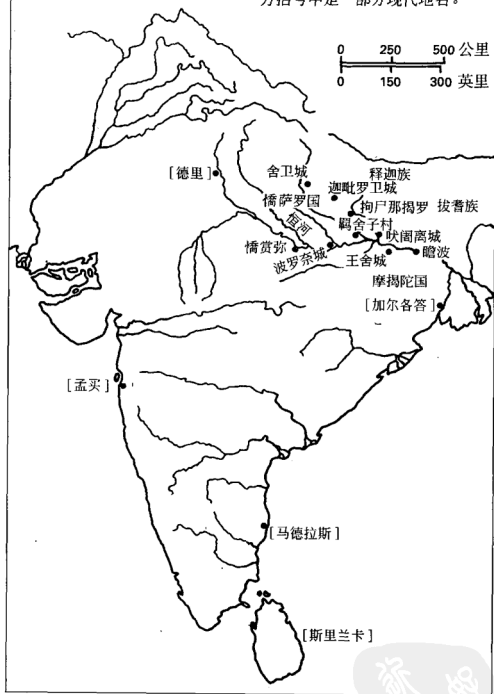 方括号中是一部分现代地名。
0 250 500 公里
0 150 300 英里
[德里]
舍卫城
释迦族
迦毗罗卫城
憍萨罗国
拘尸那揭罗
拔耆族
恒河
羁舍子村
吠阇离城
憍赏弥
波罗奈城
王舍城
瞻波
摩揭陀国
[加尔各答]
[孟买]
[马德拉斯]
[斯里兰卡]